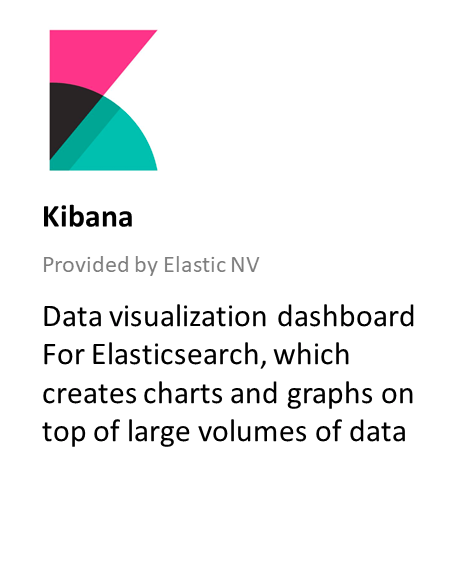 Kibana
Provided by Elastic NV
Data visualization dashboard
For Elasticsearch, which
creates charts and graphs on
top of large volumes of data